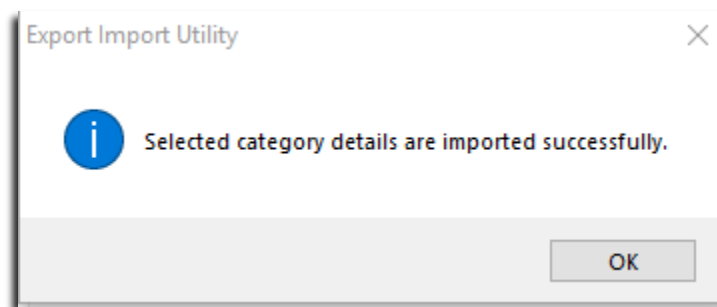 Export Import Utility
Selected category details are imported successfully.
OK